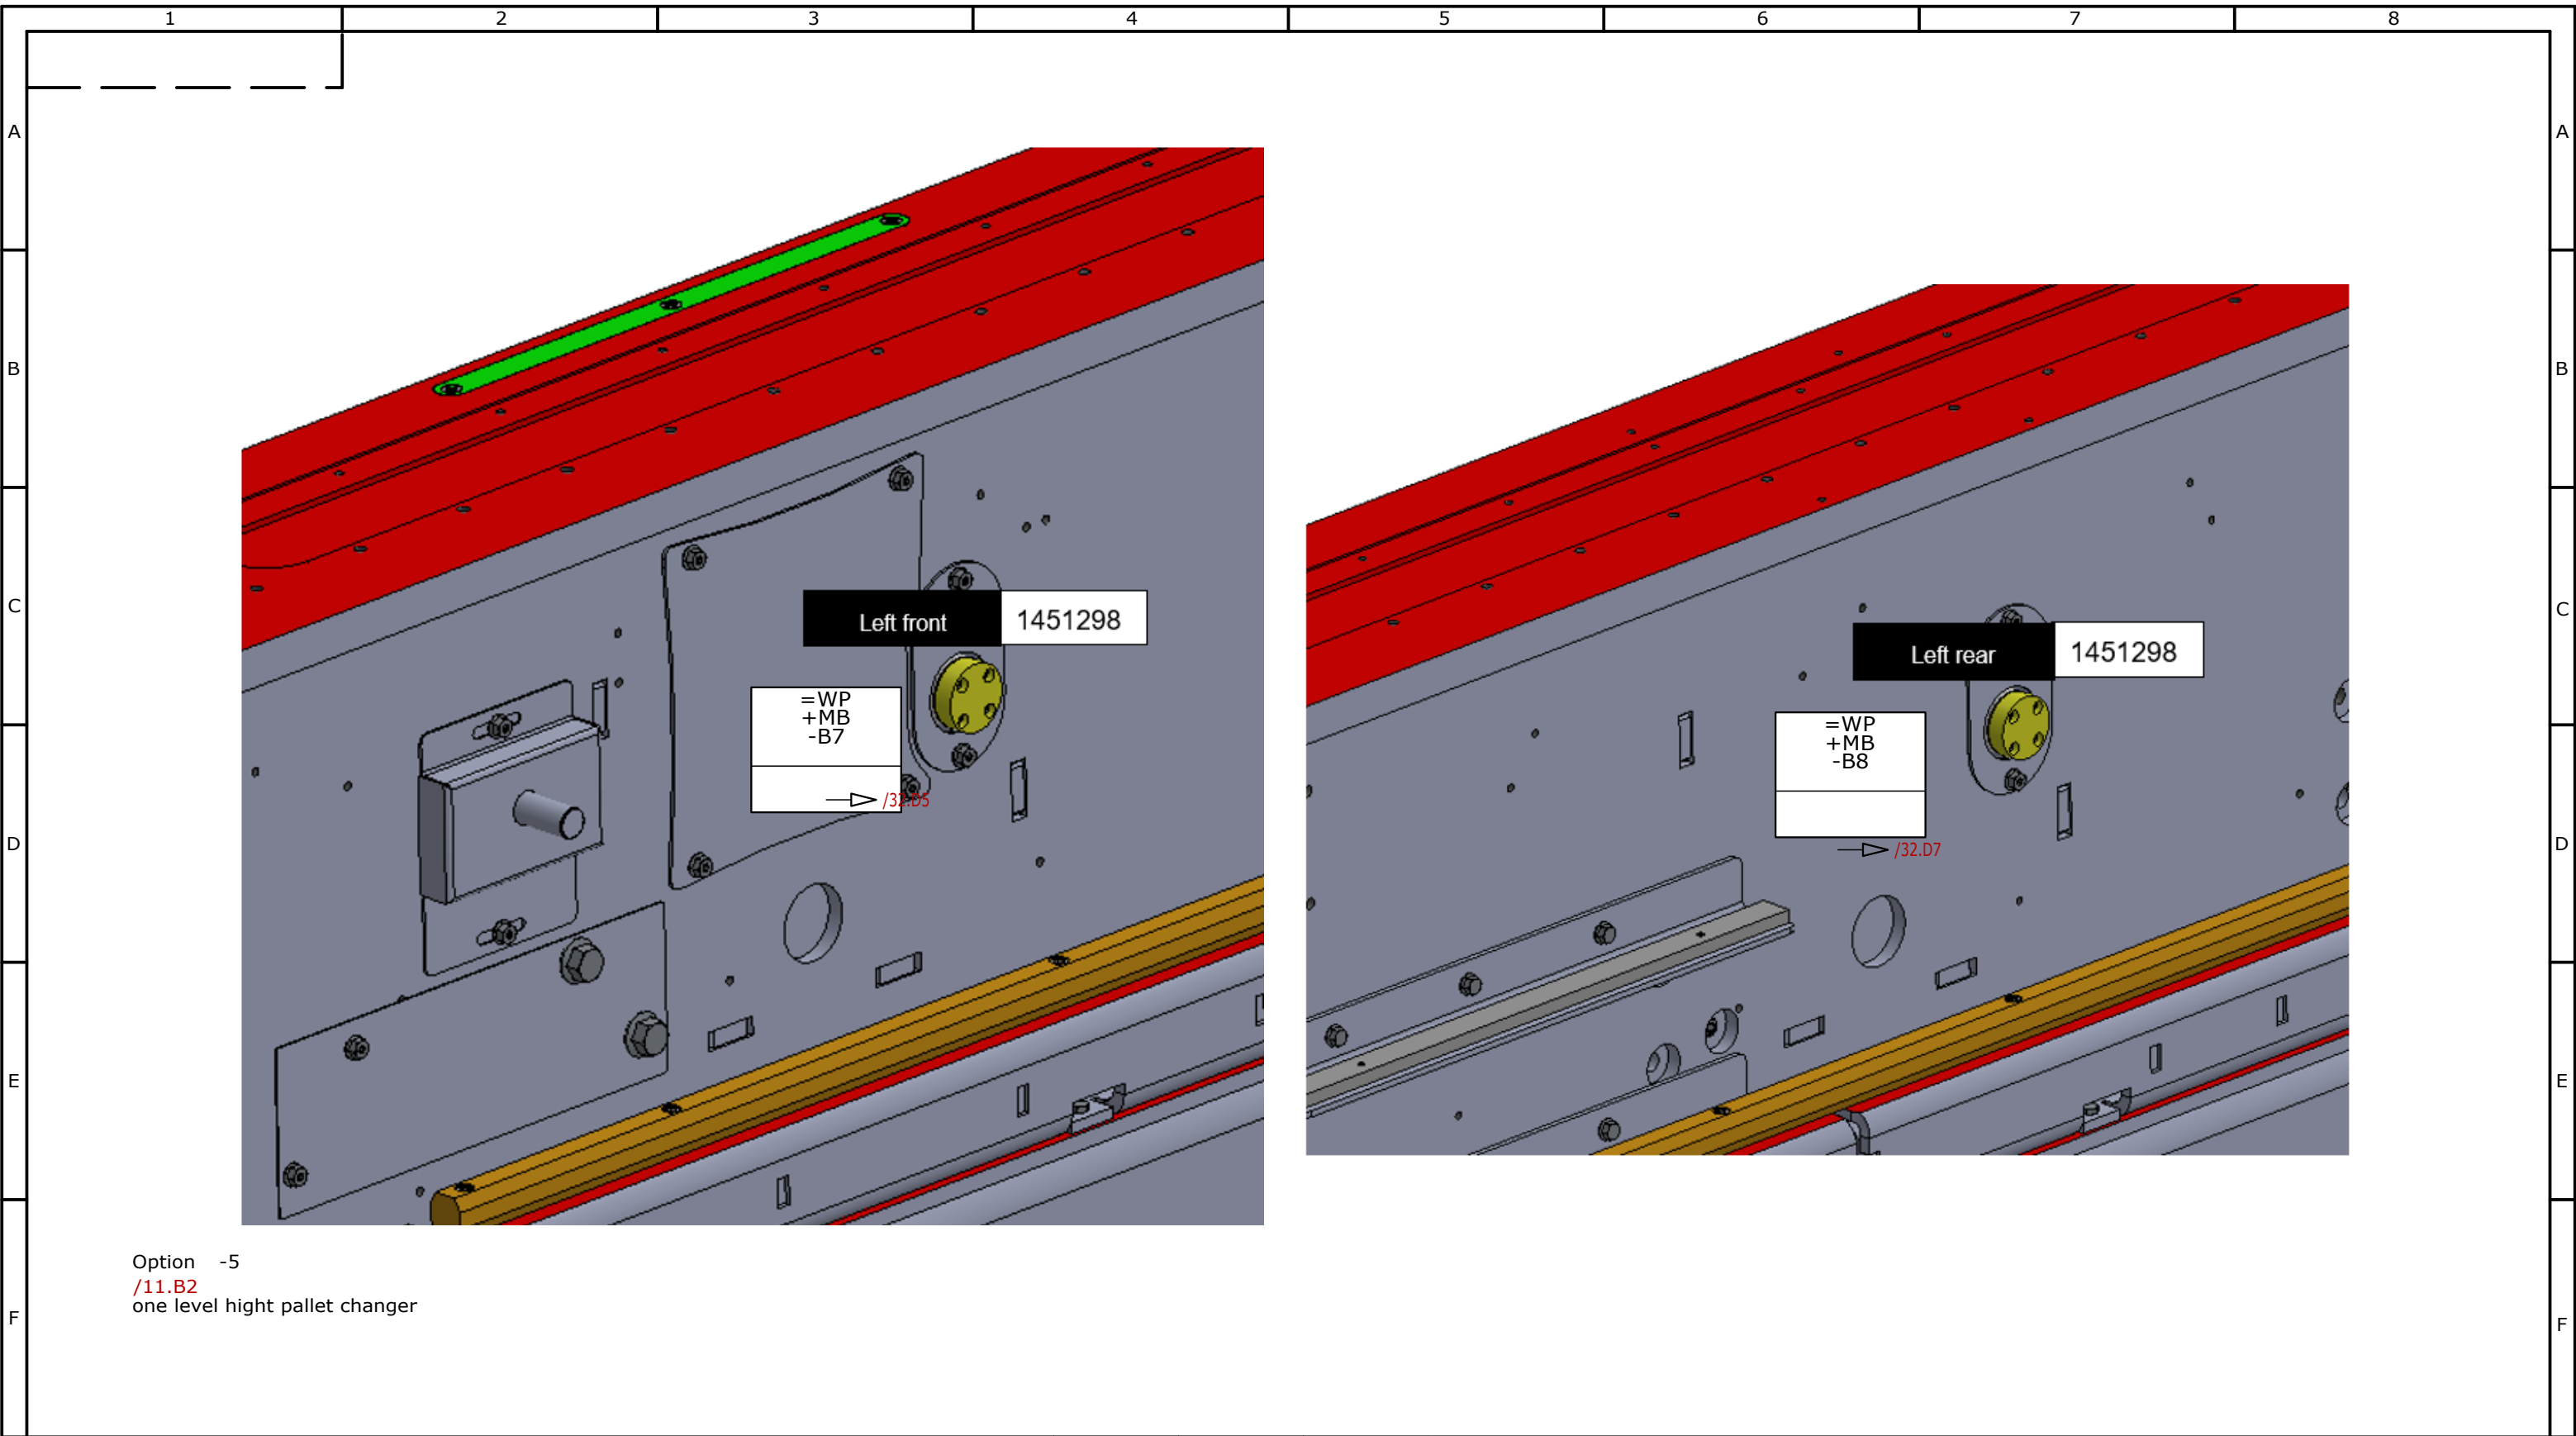 1 2 3 4 5 6 7 8
A A
B B
C C
D D
E E
F F
Left front 1451298
=WP
+MB
-B7
/32.D5
Left rear 1451298
=WP
+MB
-B8
/32.D7
Option -5
/11.B2
one level hight pallet changer